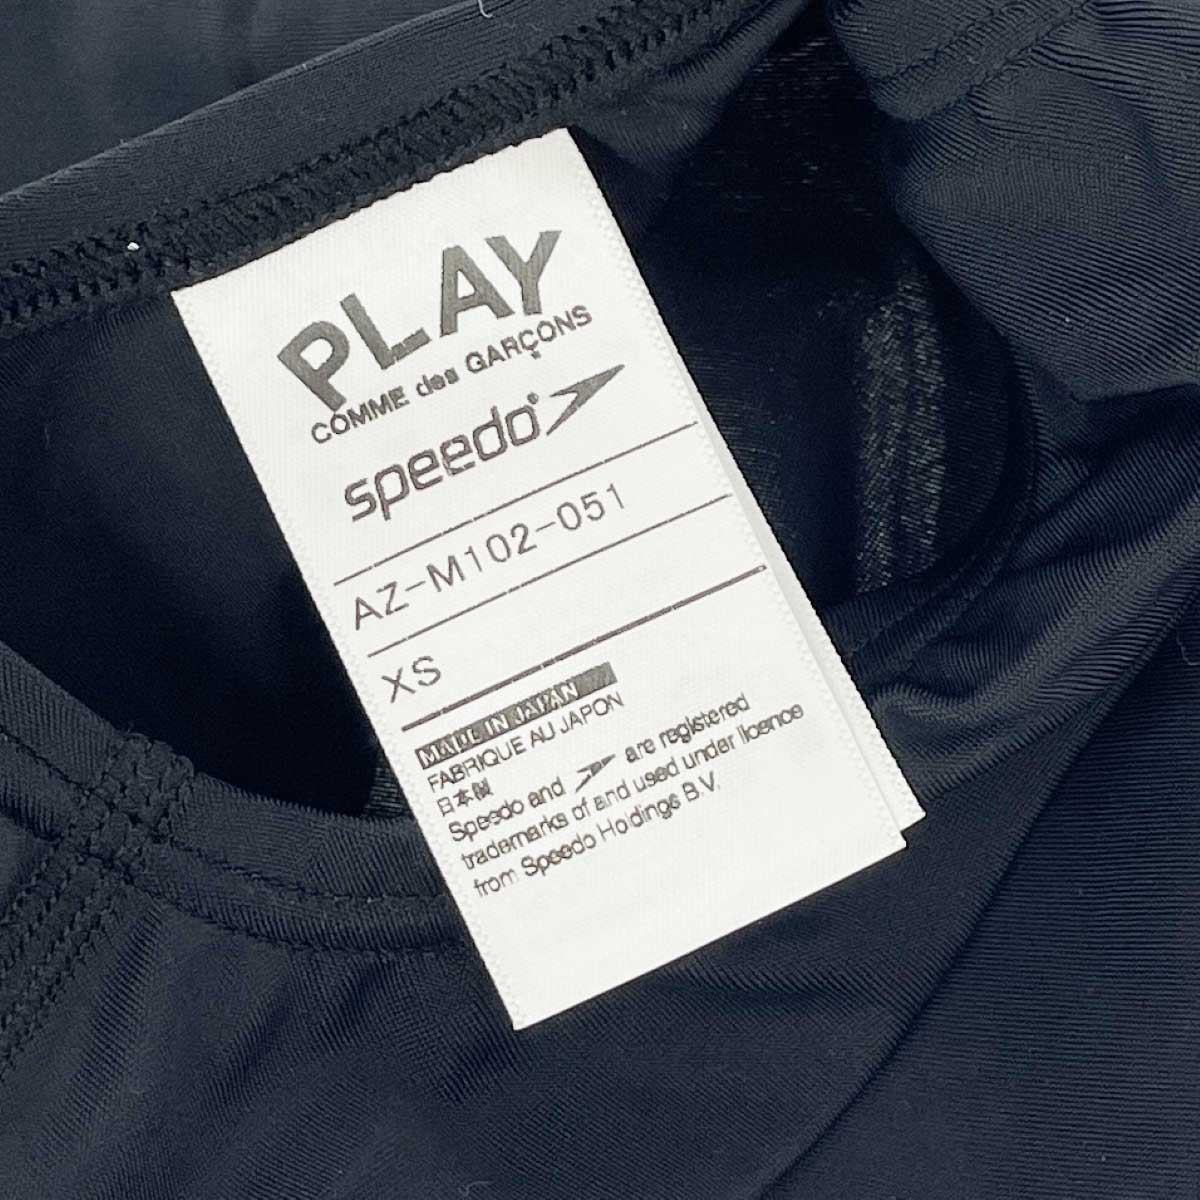 PLAY
COMME des GARÇONS
speedo®
AZ-M102-051
XS
MADE IN JAPAN
FABRIQUE AU JAPON
日本製
Speedo and are registered
trademarks of and used under licence
from Speedo Holdings B.V.